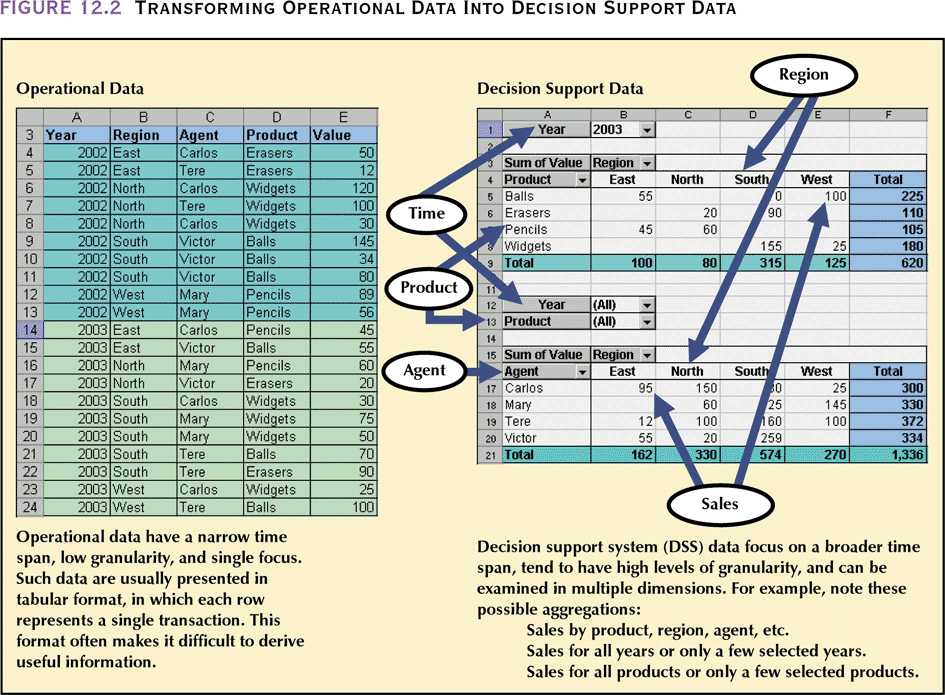 FIGURE 12.2 TRANSFORMING OPERATIONAL DATA INTO DECISION SUPPORT DATA
Operational Data
A B C D E
3 Year Region Agent Product Value
4 2002 East Carlos Erasers 50
5 2002 East Tere Erasers 12
6 2002 North Carlos Widgets 120
7 2002 North Tere Widgets 100
8 2002 North Carlos Widgets 30
9 2002 South Victor Balls 145
10 2002 South Victor Balls 34
11 2002 South Victor Balls 80
12 2002 West Mary Pencils 89
13 2002 West Mary Pencils 56
14 2003 East Carlos Pencils 45
15 2003 East Victor Balls 55
16 2003 North Mary Pencils 60
17 2003 North Victor Erasers 20
18 2003 South Carlos Widgets 30
19 2003 South Mary Widgets 75
20 2003 South Mary Widgets 50
21 2003 South Tere Balls 70
22 2003 South Tere Erasers 90
23 2003 West Carlos Widgets 25
24 2003 West Tere Balls 100
Operational data have a narrow time
span, low granularity, and single focus.
Such data are usually presented in
tabular format, in which each row
represents a single transaction. This
format often makes it difficult to derive
useful information.
Time
Product
Agent
Region
Sales
Decision Support Data
A B C D E F
1 Year 2003
2
3 Sum of Value Region
4 Product East North South West Total
5 Balls 55 0 100 225
6 Erasers 20 90 110
Pencils 45 60 105
8 Widgets 155 25 180
9 Total 100 80 315 125 620
11
12 Year (All)
13 Product (All)
14
15 Sum of Value Region
Agent East North South West Total
17 Carlos 95 150 30 25 300
18 Mary 60 25 145 330
19 Tere 12 100 160 100 372
20 Victor 55 20 259 334
21 Total 162 330 574 270 1,336
Decision support system (DSS) data focus on a broader time
span, tend to have high levels of granularity, and can be
examined in multiple dimensions. For example, note these
possible aggregations:
Sales by product, region, agent, etc.
Sales for all years or only a few selected years.
Sales for all products or only a few selected products.